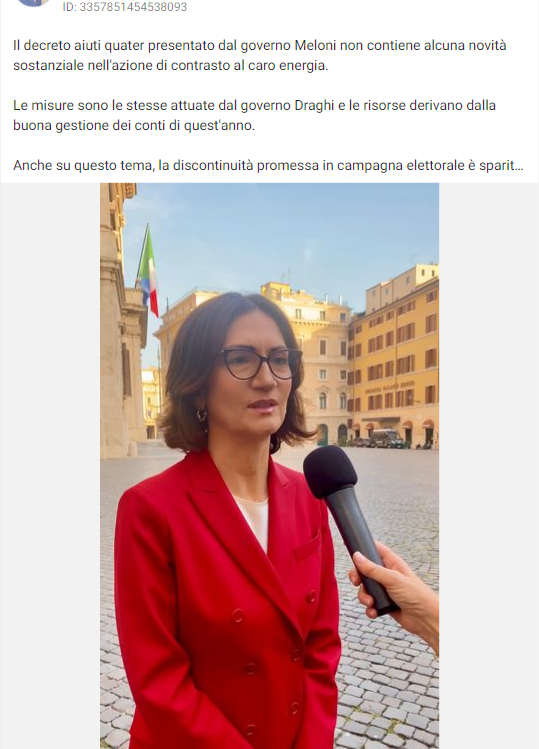 ID: 3357851454538093
Il decreto aiuti quater presentato dal governo Meloni non contiene alcuna novità
sostanziale nell'azione di contrasto al caro energia.
Le misure sono le stesse attuate dal governo Draghi e le risorse derivano dalla
buona gestione dei conti di quest'anno.
Anche su questo tema, la discontinuità promessa in campagna elettorale è sparit...